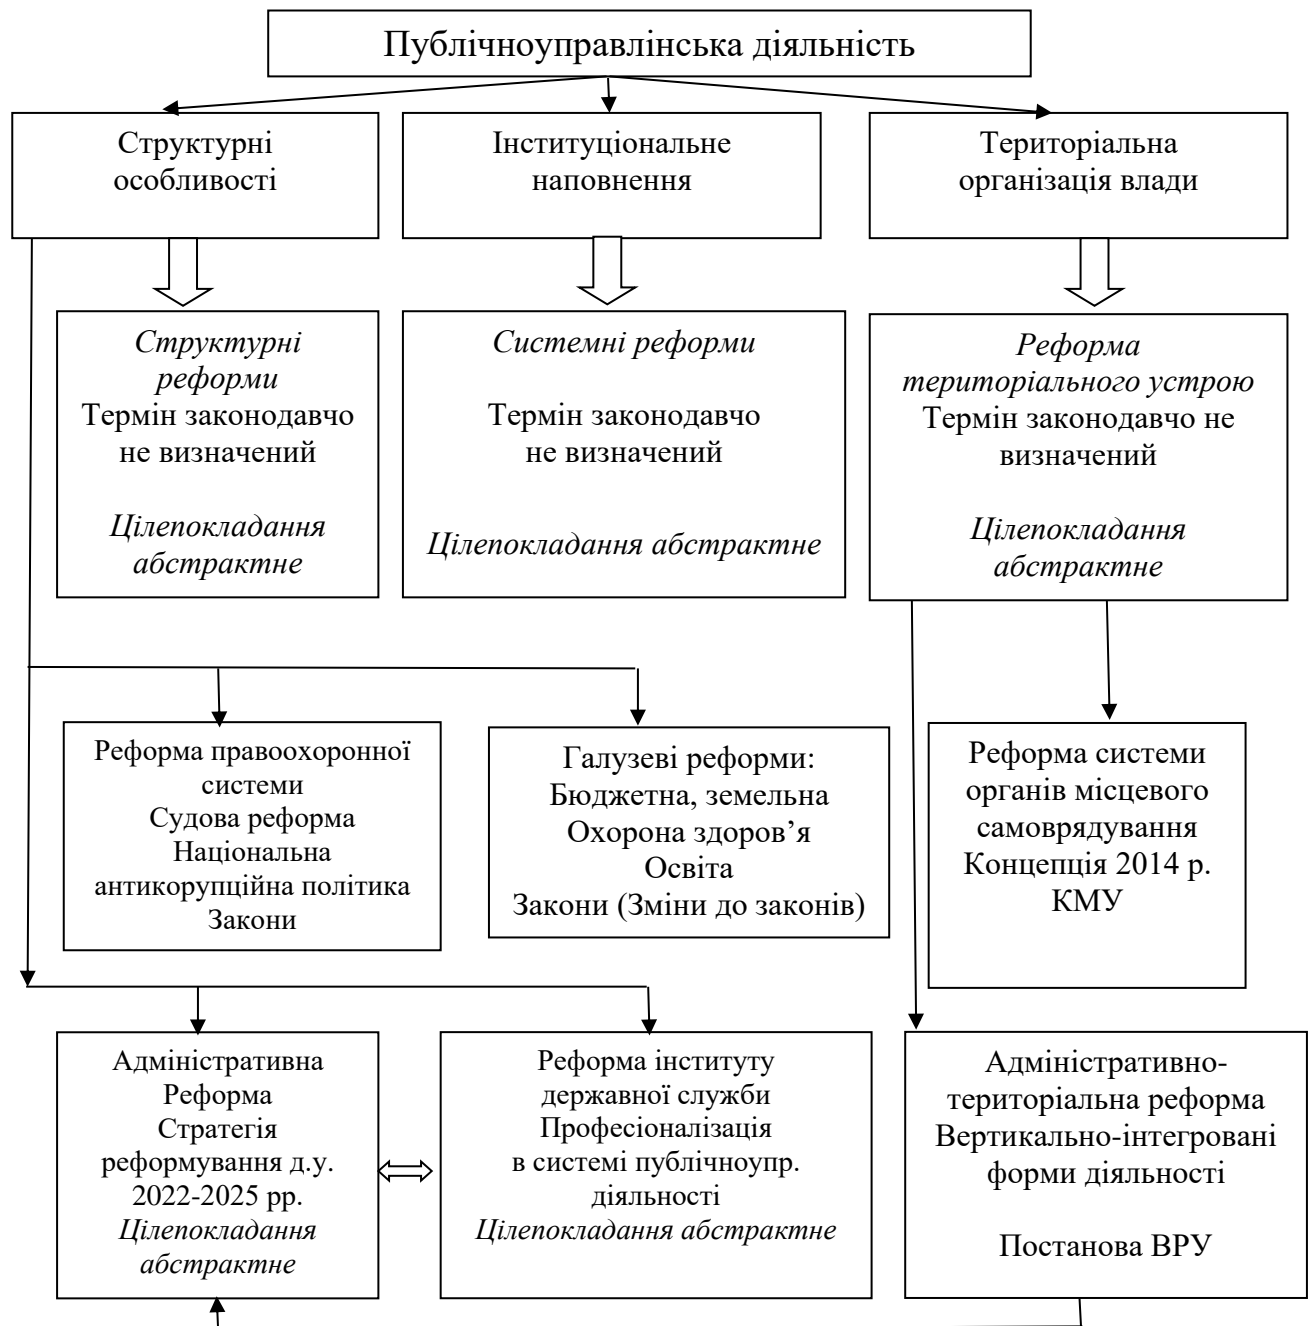 Публічноуправлінська діяльність
Структурні
особливості
Інституціональне
наповнення
Територіальна
організація влади
Структурні
реформи
Термін законодавчо
не визначений
Цілепокладання
абстрактне
Системні реформи
Термін законодавчо
не визначений
Цілепокладання абстрактне
Реформа
територіального устрою
Термін законодавчо не
визначений
Цілепокладання
абстрактне
Реформа правоохоронної
системи
Судова реформа
Національна
антикорупційна політика
Закони
Галузеві реформи:
Бюджетна, земельна
Охорона здоров’я
Освіта
Закони (Зміни до законів)
Реформа системи
органів місцевого
самоврядування
Концепція 2014 р.
КМУ
Адміністративна
Реформа
Стратегія
реформування д.у.
2022-2025 рр.
Цілепокладання
абстрактне
Реформа інституту
державної служби
Професіоналізація
в системі публічноупр.
діяльності
Цілепокладання абстрактне
Адміністративно-
територіальна реформа
Вертикально-інтегровані
форми діяльності
Постанова ВРУ